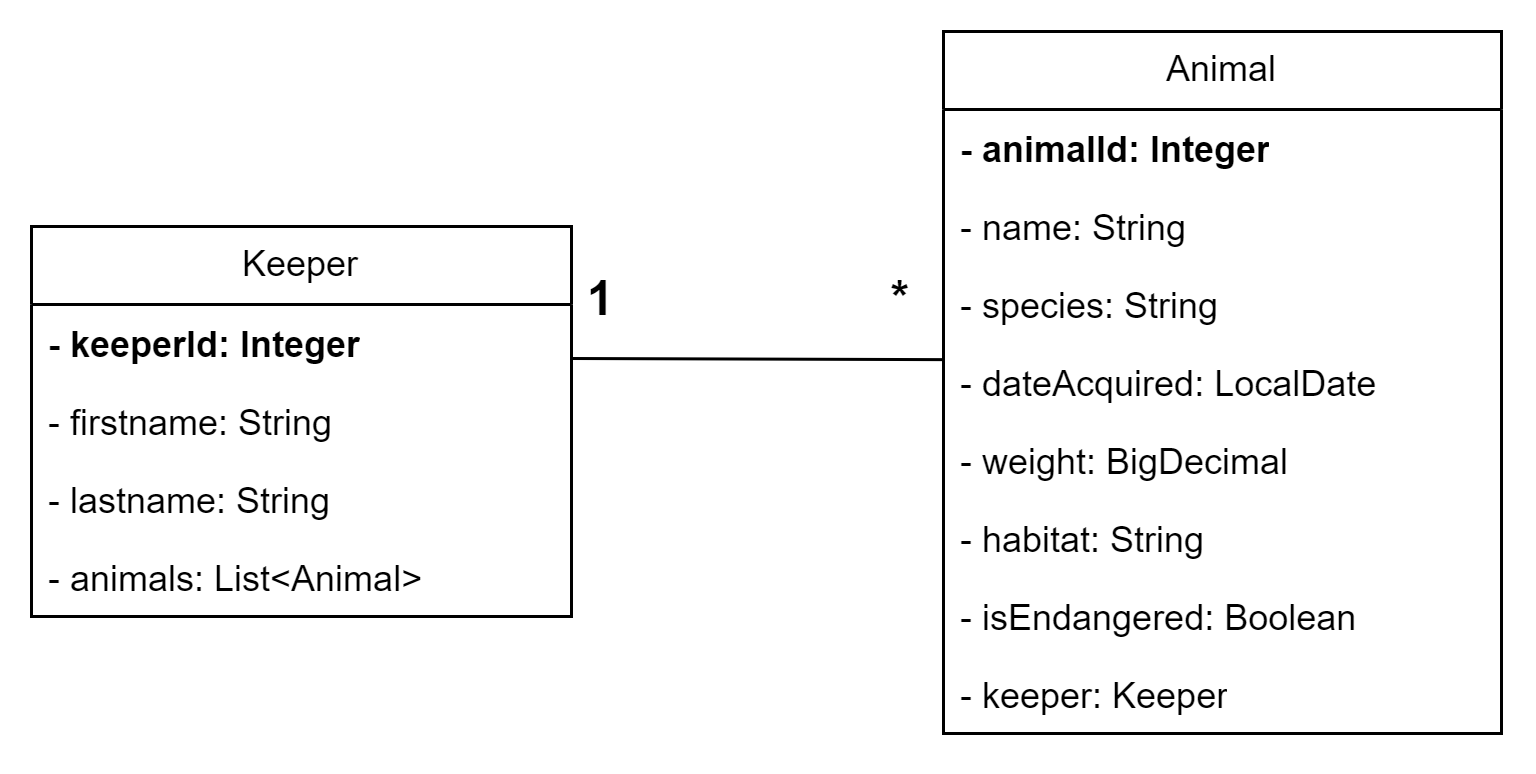 Keeper
- keeperId: Integer
- firstname: String
- lastname: String
- animals: List<Animal>
1
*
Animal
- animalId: Integer
- name: String
- species: String
- dateAcquired: LocalDate
- weight: BigDecimal
- habitat: String
- isEndangered: Boolean
- keeper: Keeper